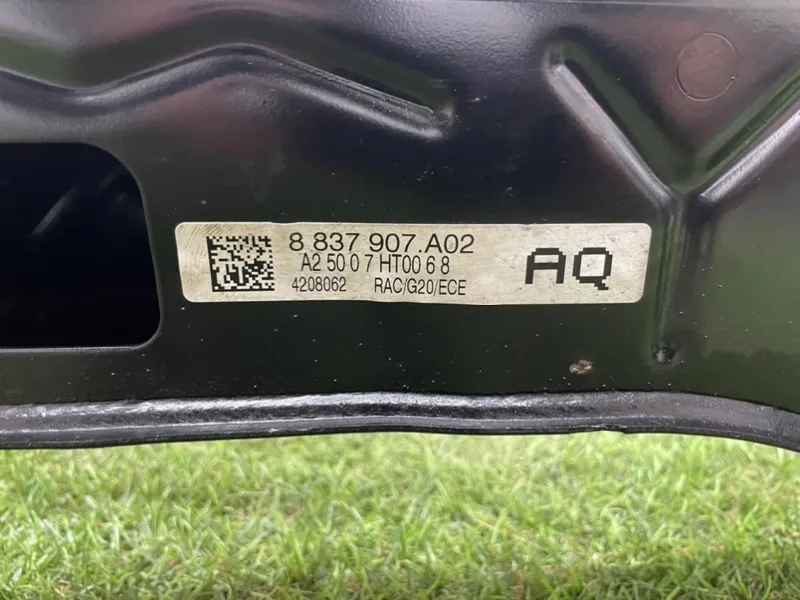 8 837 907.A02
A2 50 0 7 HT00 6 8
4208062 RAC/G20/ECE
AQ